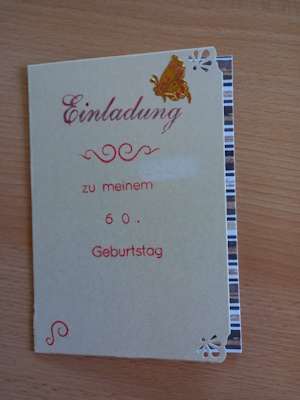 Einladung
zu meinem
60.
Geburtstag